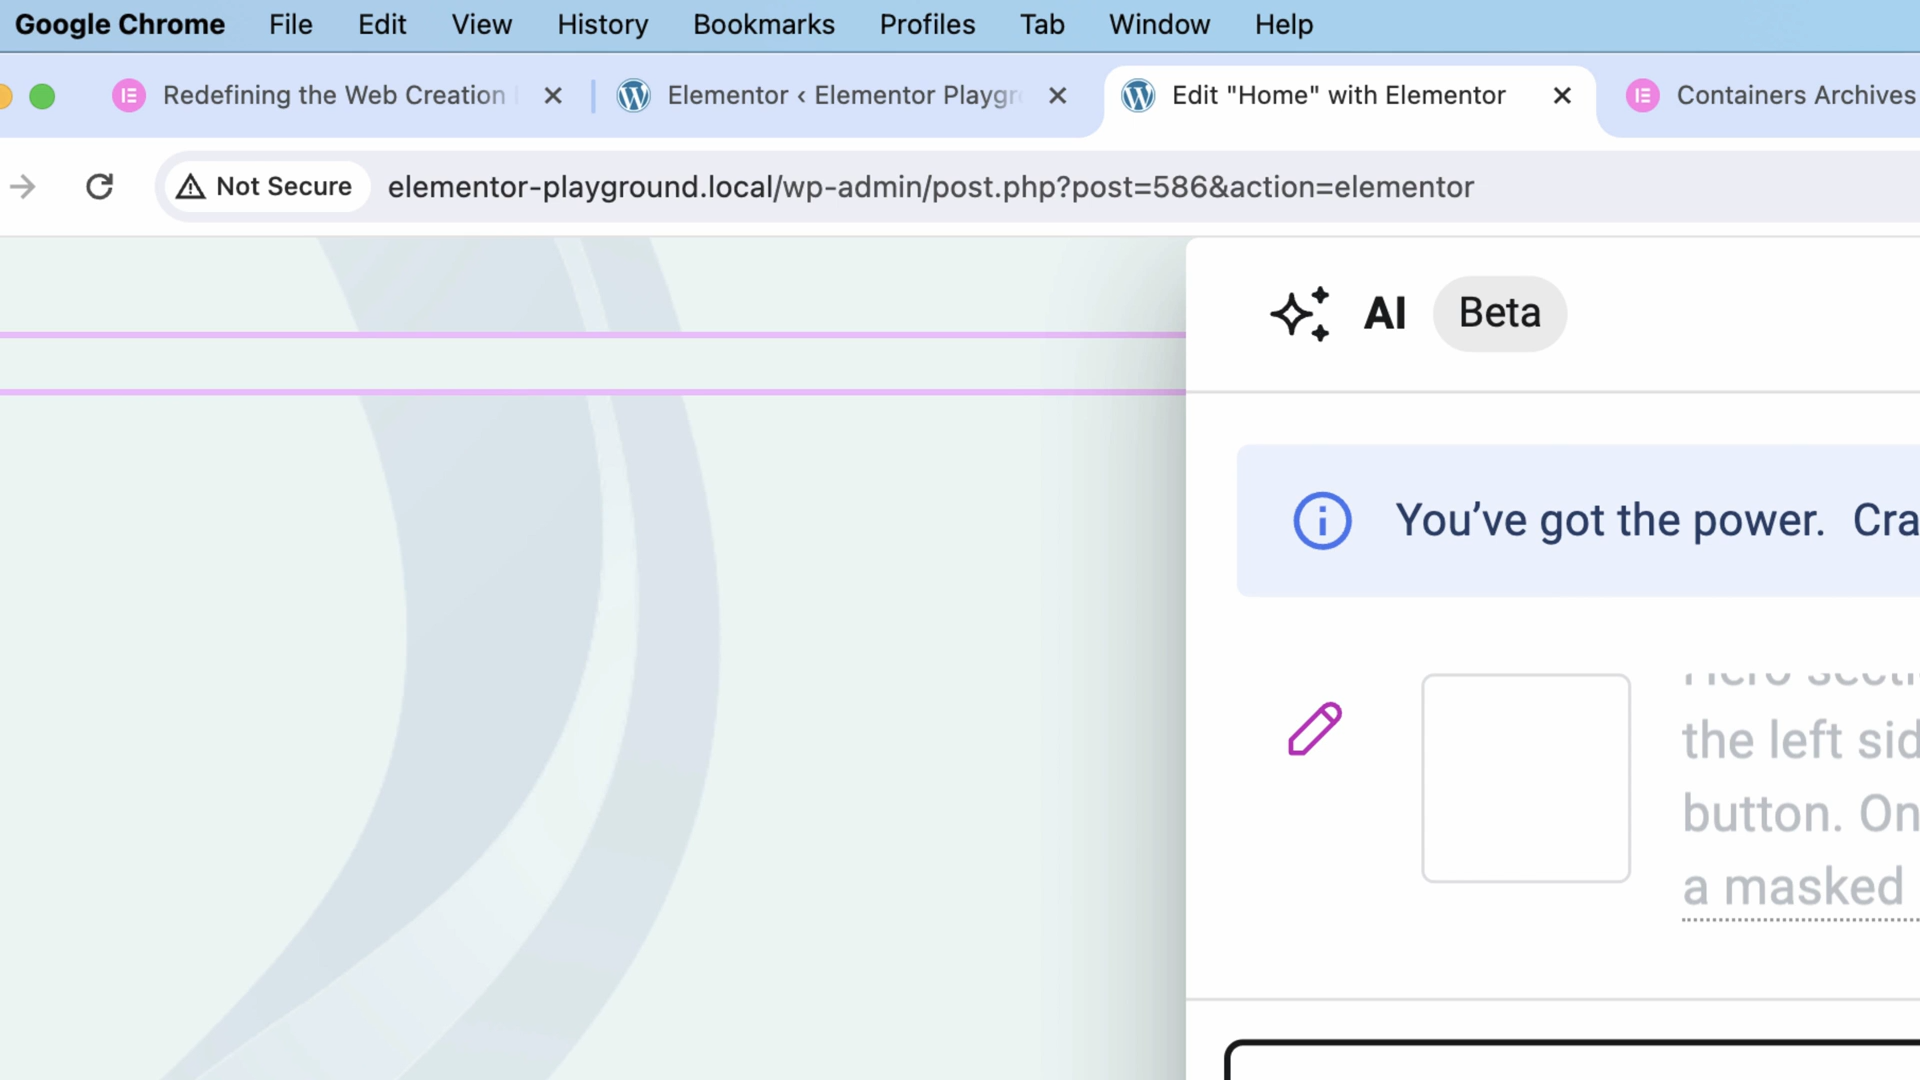 Google Chrome File Edit View History Bookmarks Profiles Tab Window Help
Redefining the Web Creation
Elementor ‹ Elementor Playgr
Edit "Home" with Elementor
Containers Archives
Not Secure elementor-playground.local/wp-admin/post.php?post=586&action=elementor
AI Beta
You’ve got the power. Cra
Hero secti
the left sid
button. On
a masked